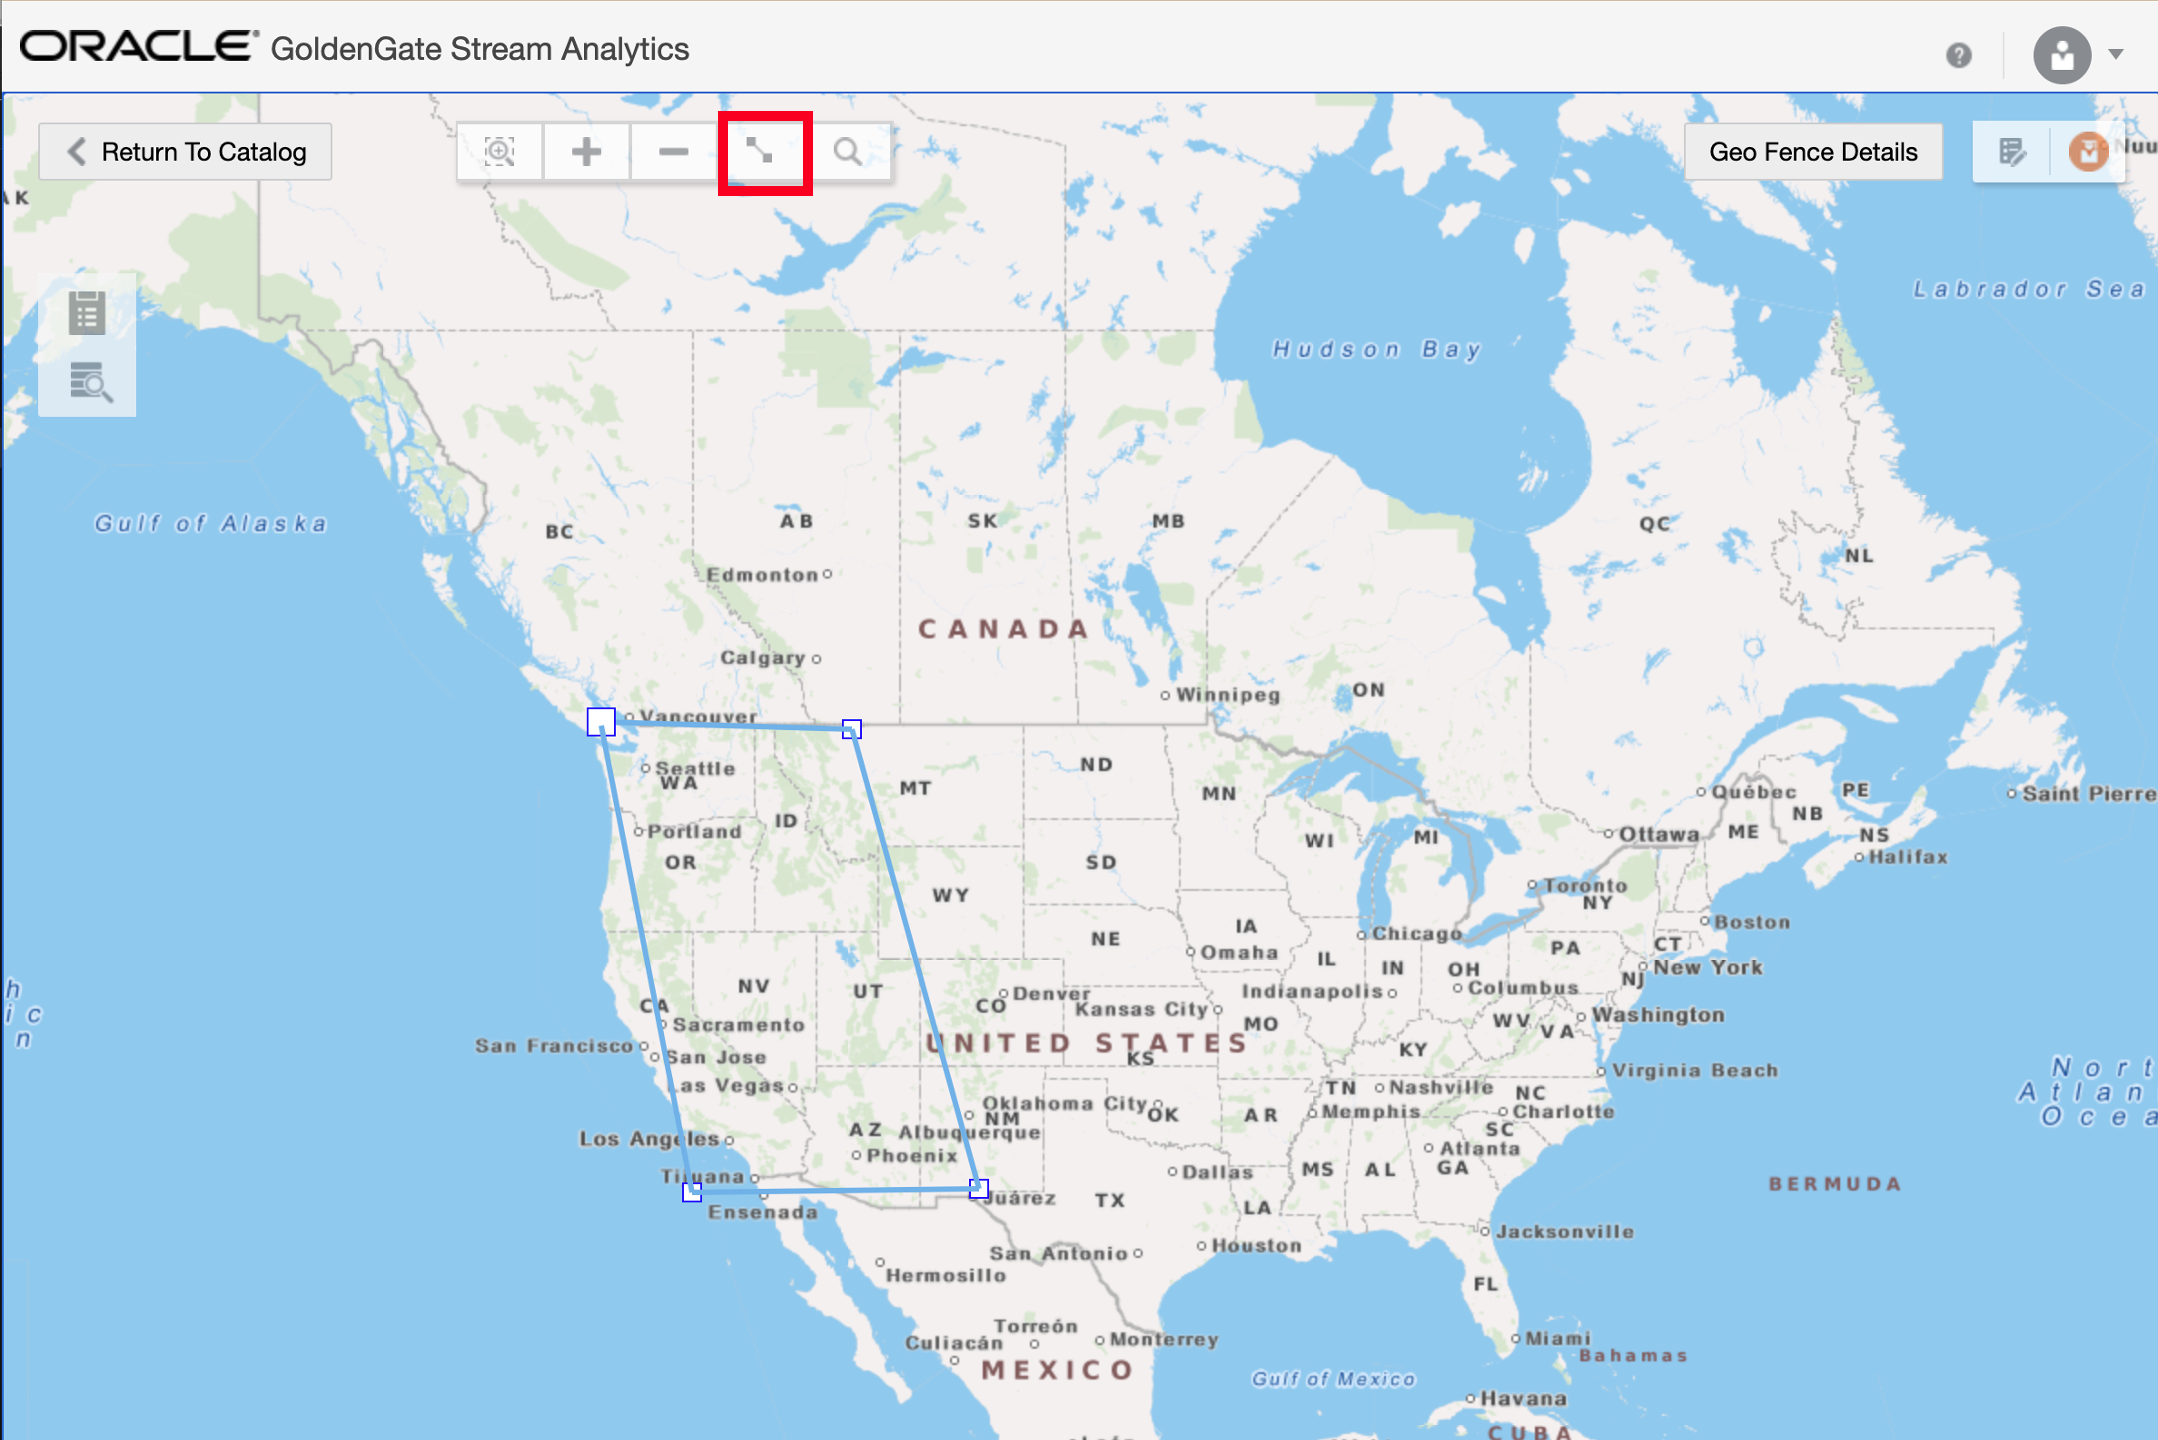 ORACLE® GoldenGate Stream Analytics
Return To Catalog
Geo Fence Details
Nuu
AK
Labrador Sea
Hudson Bay
Gulf of Alaska
BC
AB
SK
MB
QC
NL
Edmonton
CANADA
Calgary
Winnipeg
ON
Vancouver
Seattle
WA
MT
ND
MN
Québec
PE
Saint Pierre
NB
NS
ME
Halifax
Portland
ID
OR
WI
MI
Ottawa
SD
WY
Toronto
NY
IA
Boston
NE
Omaha
Chicago
PA
CT
IL
IN
OH
NJ
New York
NV
UT
CO
Denver
Indianapolis
Columbus
h
i c
n
CA
Sacramento
Kansas City
MO
WV
VA
Washington
San Francisco
UNITED STATES
KS
KY
San Jose
Las Vegas
Virginia Beach
Nort
Atlan
Ocea
TN
Nashville
NC
Oklahoma City
OK
NM
AR
Memphis
Charlotte
Los Angeles
AZ
Albuquerque
SC
Phoenix
Atlanta
GA
Tijuana
Dallas
MS
AL
BERMUDA
Juárez
TX
LA
Ensenada
Jacksonville
San Antonio
Houston
Hermosillo
FL
Torreón
Culiacán
Monterrey
Miami
Bahamas
MEXICO
Gulf of Mexico
Havana
CUBA